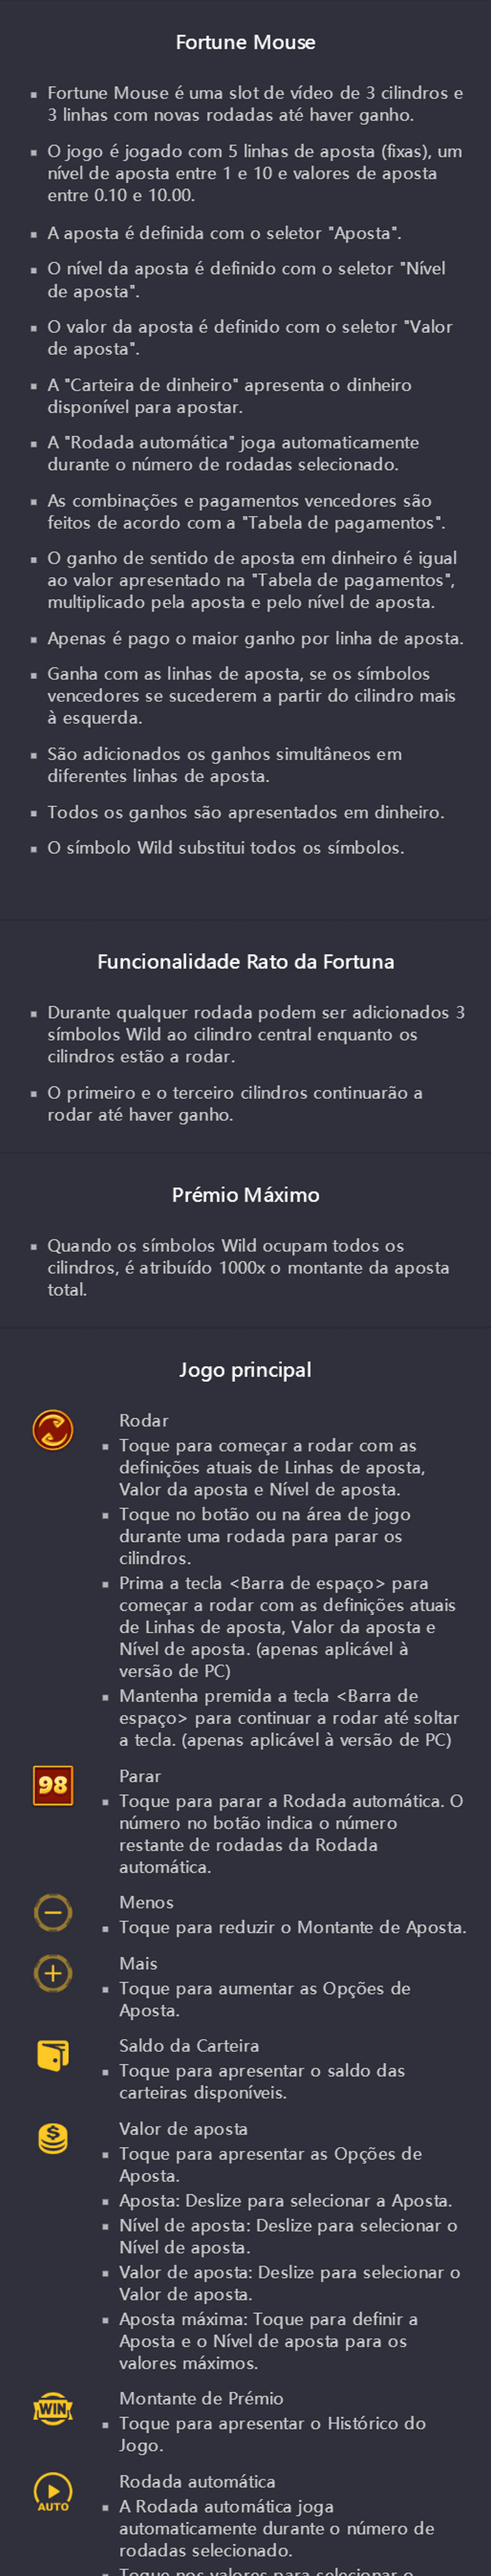 Fortune Mouse
Fortune Mouse é uma slot de vídeo de 3 cilindros e
3 linhas com novas rodadas até haver ganho.
O jogo é jogado com 5 linhas de aposta (fixas), um
nível de aposta entre 1 e 10 e valores de aposta
entre 0.10 e 10.00.
A aposta é definida com o seletor "Aposta".
O nível da aposta é definido com o seletor "Nível
de aposta".
O valor da aposta é definido com o seletor "Valor
de aposta".
A "Carteira de dinheiro" apresenta o dinheiro
disponível para apostar.
A "Rodada automática" joga automaticamente
durante o número de rodadas selecionado.
As combinações e pagamentos vencedores são
feitos de acordo com a "Tabela de pagamentos".
O ganho de sentido de aposta em dinheiro é igual
ao valor apresentado na "Tabela de pagamentos",
multiplicado pela aposta e pelo nível de aposta.
Apenas é pago o maior ganho por linha de aposta.
Ganha com as linhas de aposta, se os símbolos
vencedores se sucederem a partir do cilindro mais
à esquerda.
São adicionados os ganhos simultâneos em
diferentes linhas de aposta.
Todos os ganhos são apresentados em dinheiro.
O símbolo Wild substitui todos os símbolos.
Funcionalidade Rato da Fortuna
Durante qualquer rodada podem ser adicionados 3
símbolos Wild ao cilindro central enquanto os
cilindros estão a rodar.
O primeiro e o terceiro cilindros continuarão a
rodar até haver ganho.
Prémio Máximo
Quando os símbolos Wild ocupam todos os
cilindros, é atribuído 1000x o montante da aposta
total.
Jogo principal
Rodar
Toque para começar a rodar com as
definições atuais de Linhas de aposta,
Valor da aposta e Nível de aposta.
Toque no botão ou na área de jogo
durante uma rodada para parar os
cilindros.
Prima a tecla <Barra de espaço> para
começar a rodar com as definições atuais
de Linhas de aposta, Valor da aposta e
Nível de aposta. (apenas aplicável à
versão de PC)
Mantenha premida a tecla <Barra de
espaço> para continuar a rodar até soltar
a tecla. (apenas aplicável à versão de PC)
98
Parar
Toque para parar a Rodada automática. O
número no botão indica o número
restante de rodadas da Rodada
automática.
Menos
Toque para reduzir o Montante de Aposta.
Mais
Toque para aumentar as Opções de
Aposta.
Saldo da Carteira
Toque para apresentar o saldo das
carteiras disponíveis.
Valor de aposta
Toque para apresentar as Opções de
Aposta.
Aposta: Deslize para selecionar a Aposta.
Nível de aposta: Deslize para selecionar o
Nível de aposta.
Valor de aposta: Deslize para selecionar o
Valor de aposta.
Aposta máxima: Toque para definir a
Aposta e o Nível de aposta para os
valores máximos.
WIN
Montante de Prémio
Toque para apresentar o Histórico do
Jogo.
AUTO
Rodada automática
A Rodada automática joga
automaticamente durante o número de
rodadas selecionado.
Toque nos valores para selecionar o